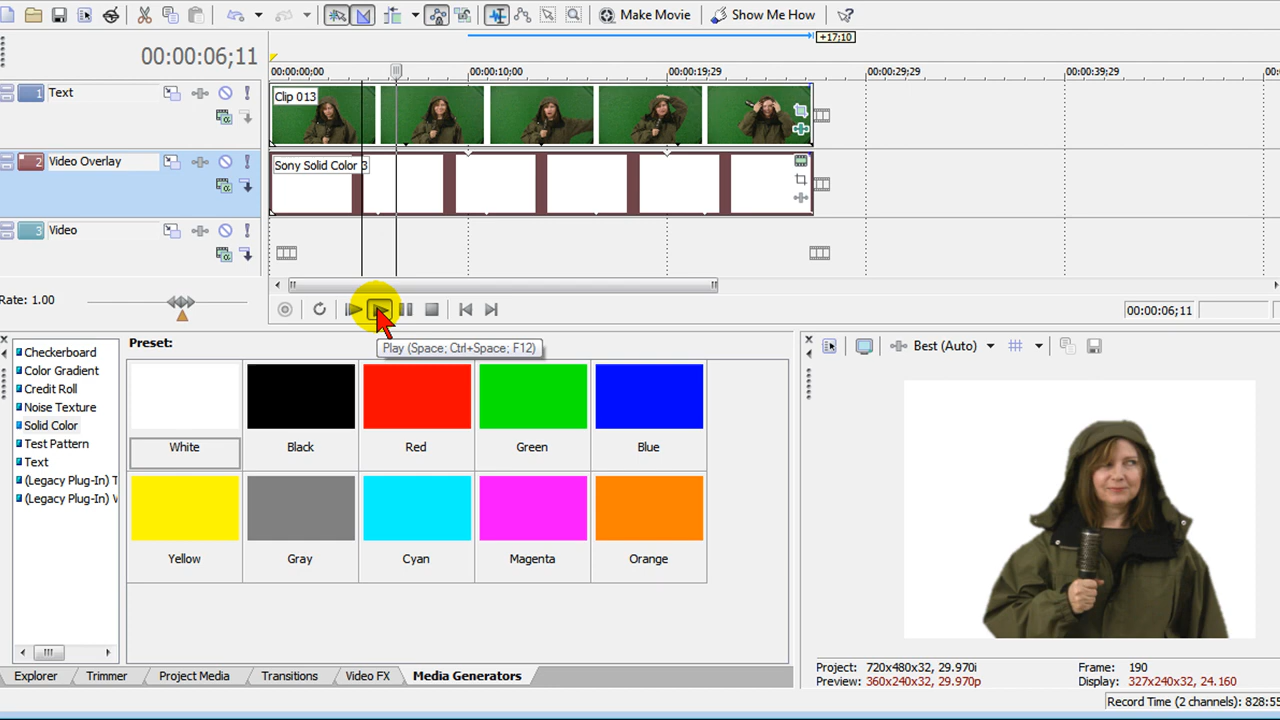 Make Movie
Show Me How
+17;10
00:00:06;11
00:00:00;00
00:00:10;00
00:00:19;29
00:00:29;29
00:00:39;29
1
Text
Clip 013
2
Video Overlay
Sony Solid Color 3
3
Video
Rate: 1.00
00:00:06;11
Play (Space; Ctrl+Space; F12)
Preset:
Checkerboard
Color Gradient
Credit Roll
Noise Texture
Solid Color
Test Pattern
Text
(Legacy Plug-In) T
(Legacy Plug-In)
White
Black
Red
Green
Blue
Yellow
Gray
Cyan
Magenta
Orange
Best (Auto)
Explorer
Trimmer
Project Media
Transitions
Video FX
Media Generators
Project: 720x480x32, 29.970i
Frame: 190
Preview: 360x240x32, 29.970p
Display: 327x240x32, 24.160
Record Time (2 channels): 828:55